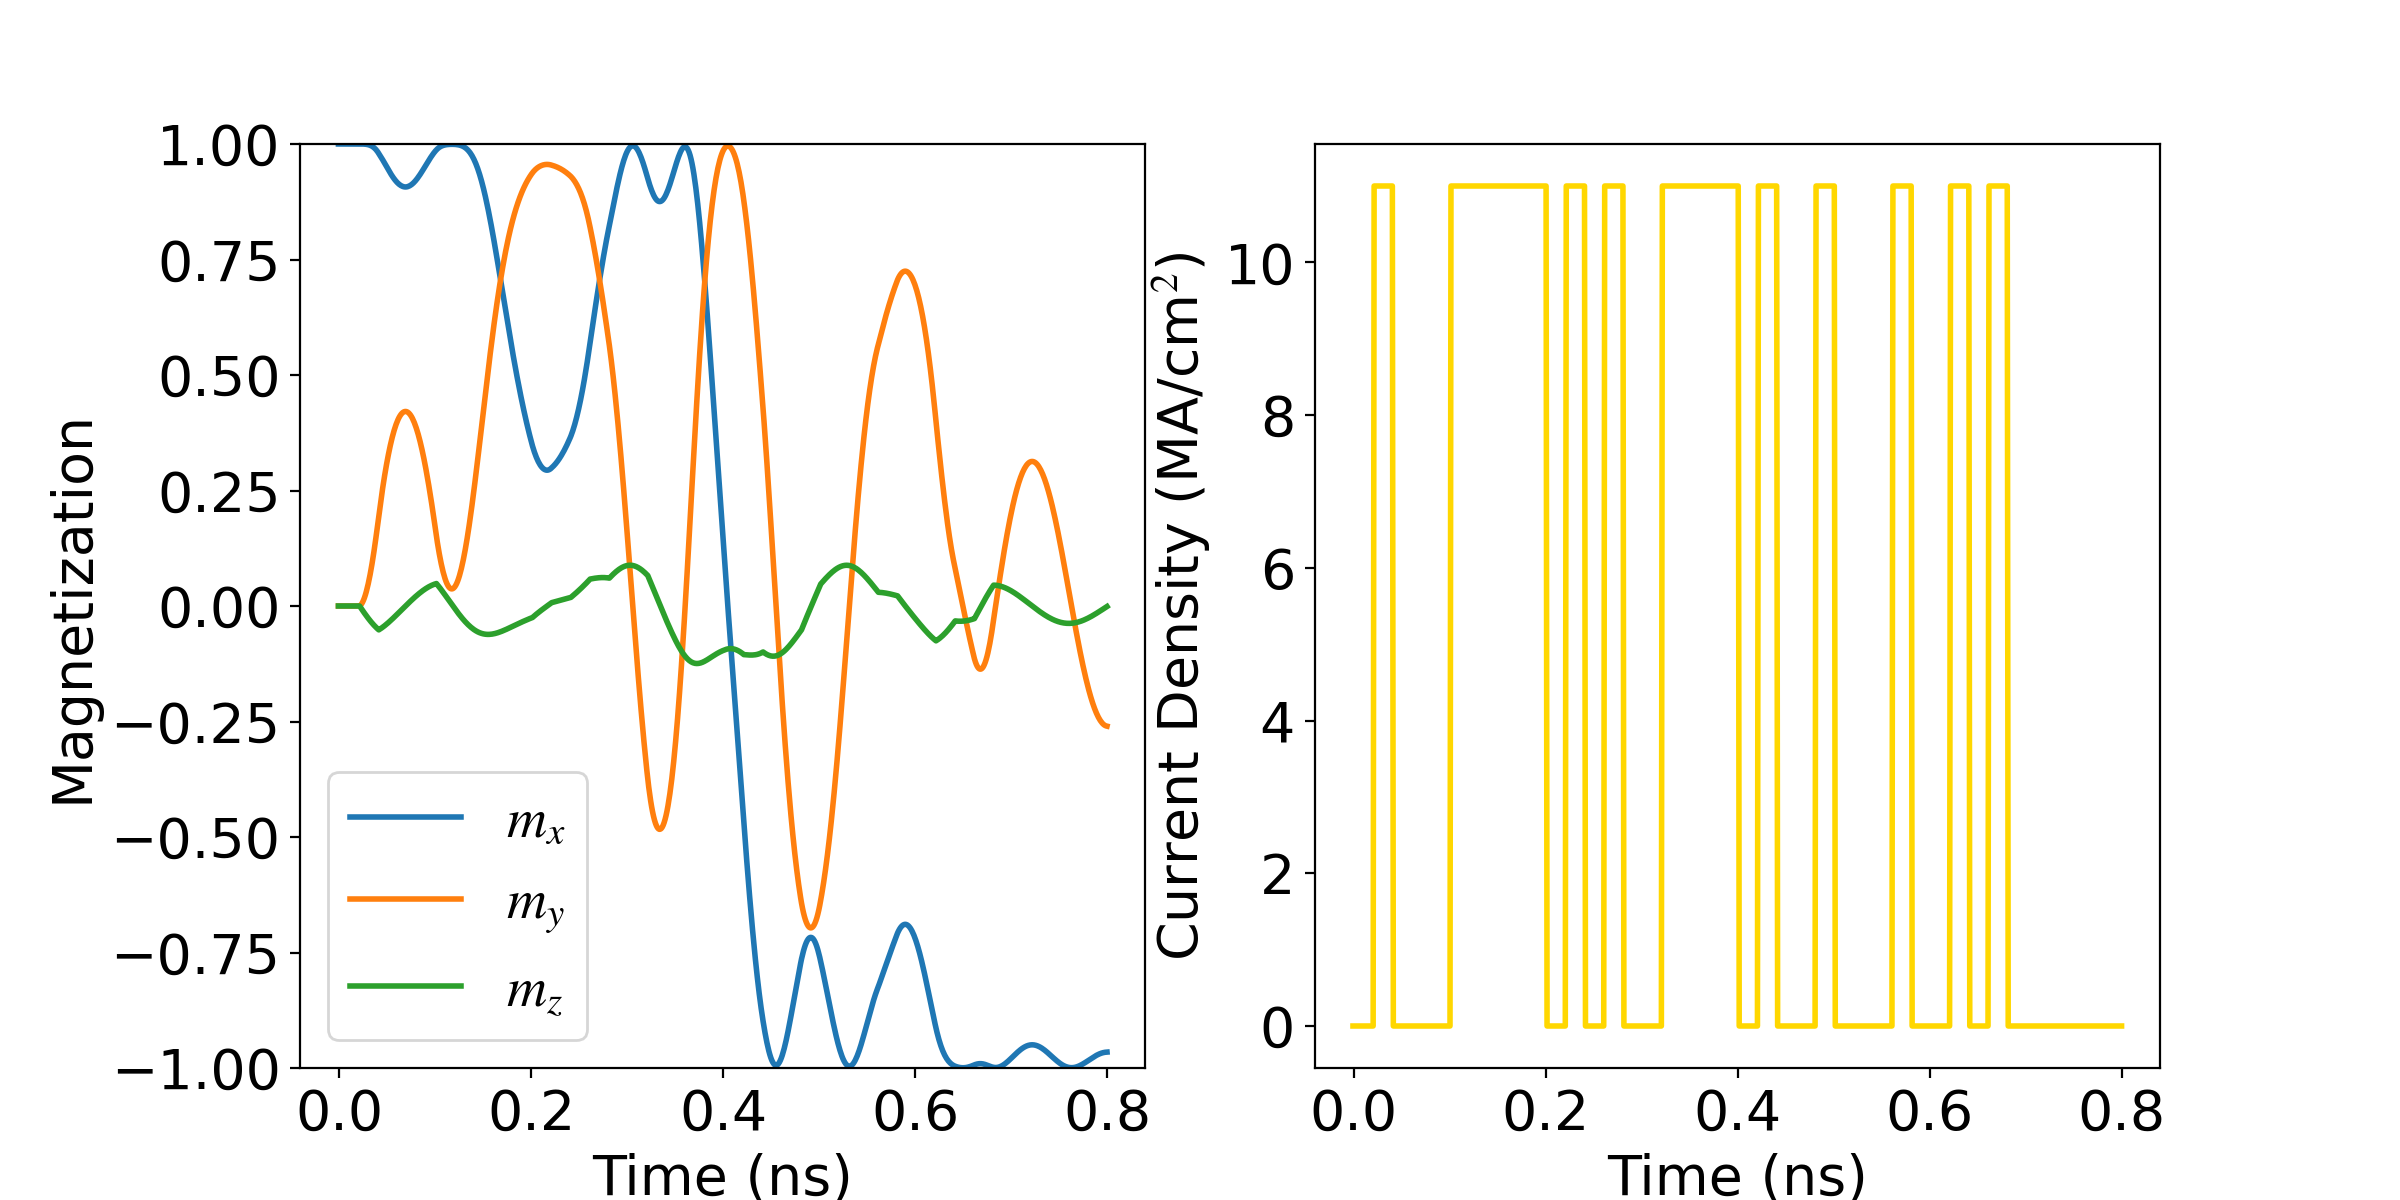 1.00
0.75
0.50
0.25
0.00
−0.25
−0.50
−0.75
−1.00
0.0 0.2 0.4 0.6 0.8
Time (ns)
Magnetization
m_x
m_y
m_z
10
8
6
4
2
0
0.0 0.2 0.4 0.6 0.8
Time (ns)
Current Density (MA/cm²)